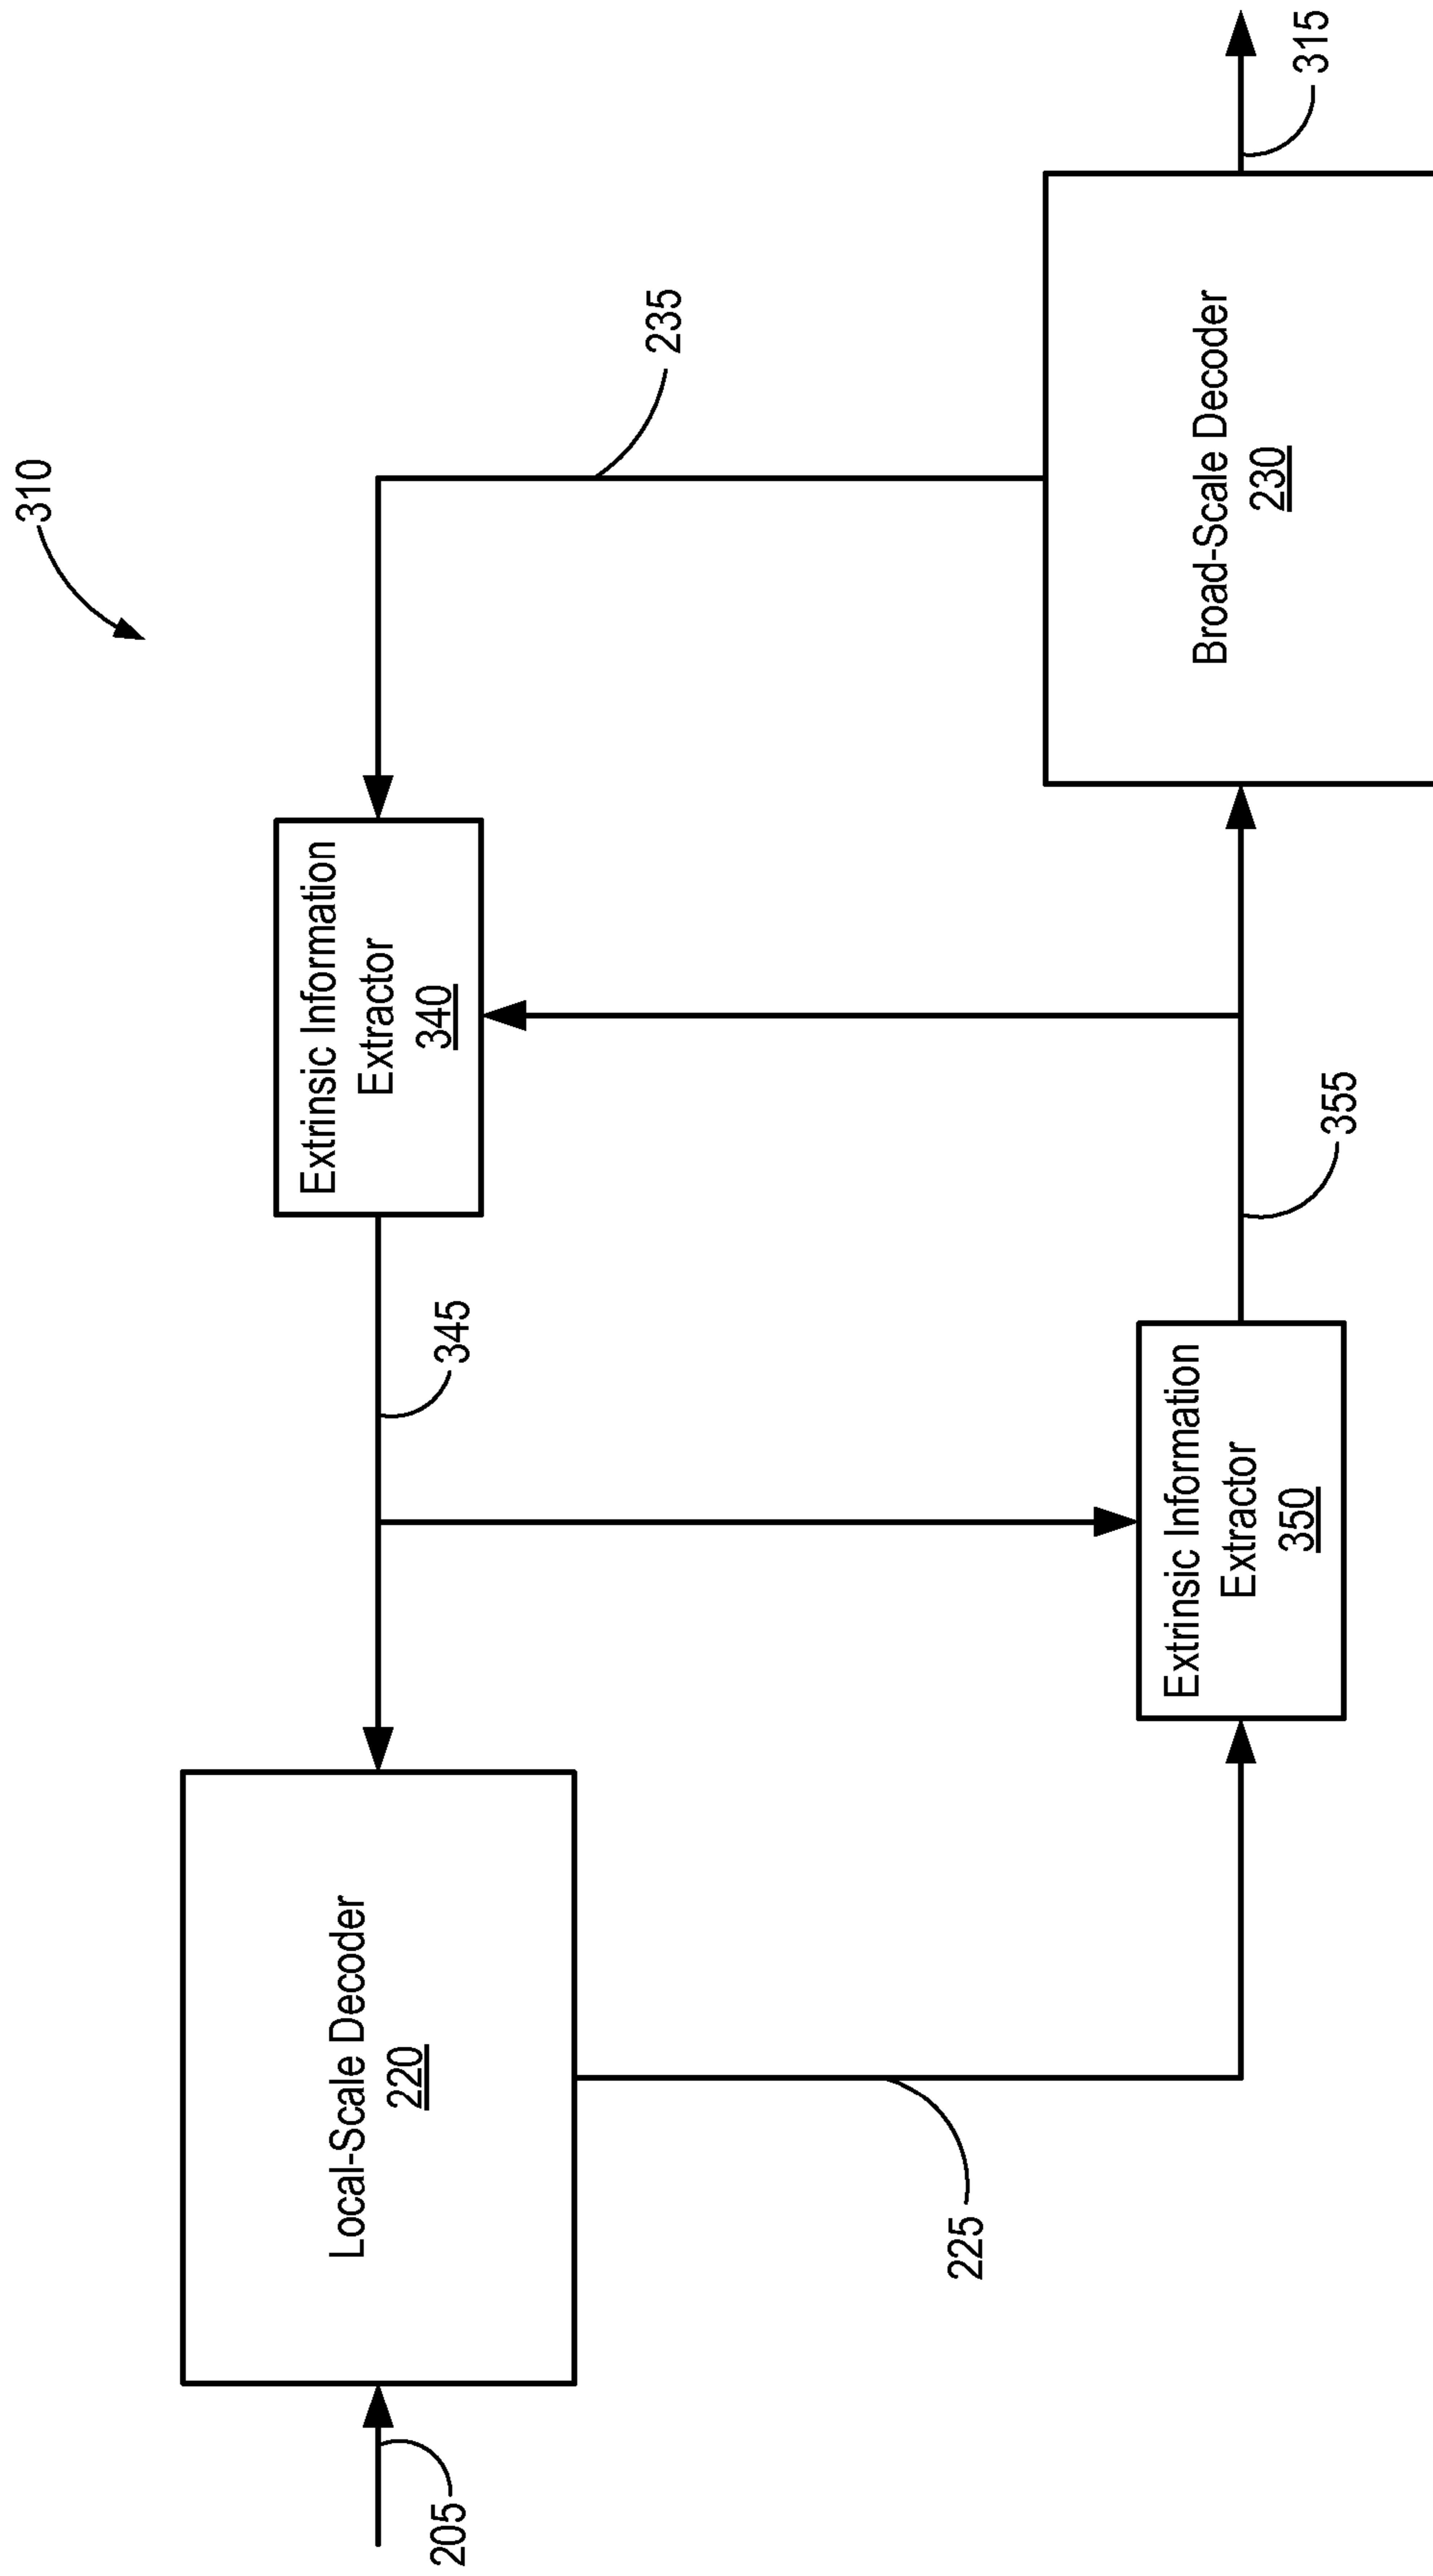 310
235
Extrinsic Information
Extractor
340
345
Local-Scale Decoder
220
205
225
Extrinsic Information
Extractor
350
355
Broad-Scale Decoder
230
315